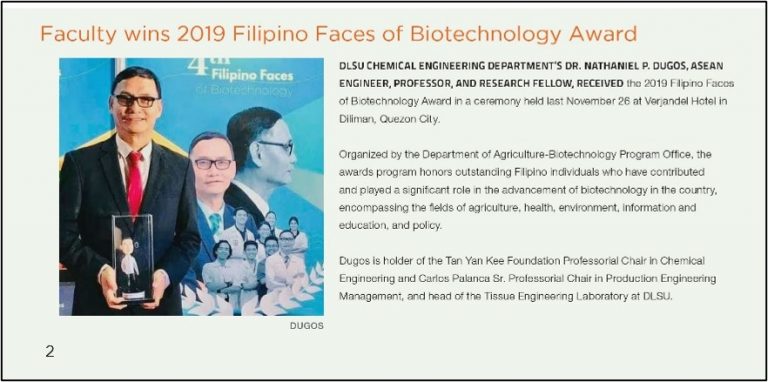 Faculty wins 2019 Filipino Faces of Biotechnology Award
4th
Filipino Faces
of Biotechnology
DLSU CHEMICAL ENGINEERING DEPARTMENT'S DR. NATHANIEL P. DUGOS, ASEAN
ENGINEER, PROFESSOR, AND RESEARCH FELLOW, RECEIVED the 2019 Filipino Faces
of Biotechnology Award in a ceremony held last November 26 at Verjandel Hotel in
Diliman, Quezon City.
Organized by the Department of Agriculture-Biotechnology Program Office, the
awards program honors outstanding Filipino individuals who have contributed
and played a significant role in the advancement of biotechnology in the country,
encompassing the fields of agriculture, health, environment, information and
education, and policy.
Dugos is holder of the Tan Yan Kee Foundation Professorial Chair in Chemical
Engineering and Carlos Palanca Sr. Professorial Chair in Production Engineering
Management, and head of the Tissue Engineering Laboratory at DLSU.
DUGOS
2